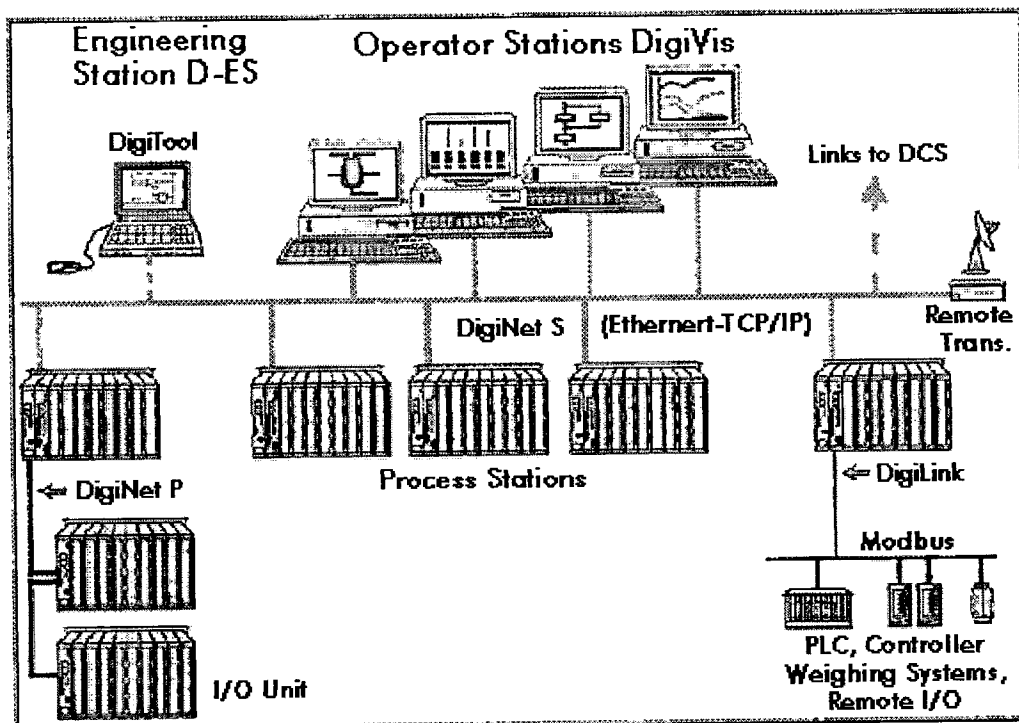 Engineering
Station D-ES
Operator Stations DigiVis
DigiTool
Links to DCS
DigiNet S (Ethernert-TCP/IP)
Remote
Trans.
Process Stations
DigiNet P
DigiLink
Modbus
I/O Unit
PLC, Controller
Weighing Systems,
Remote I/O